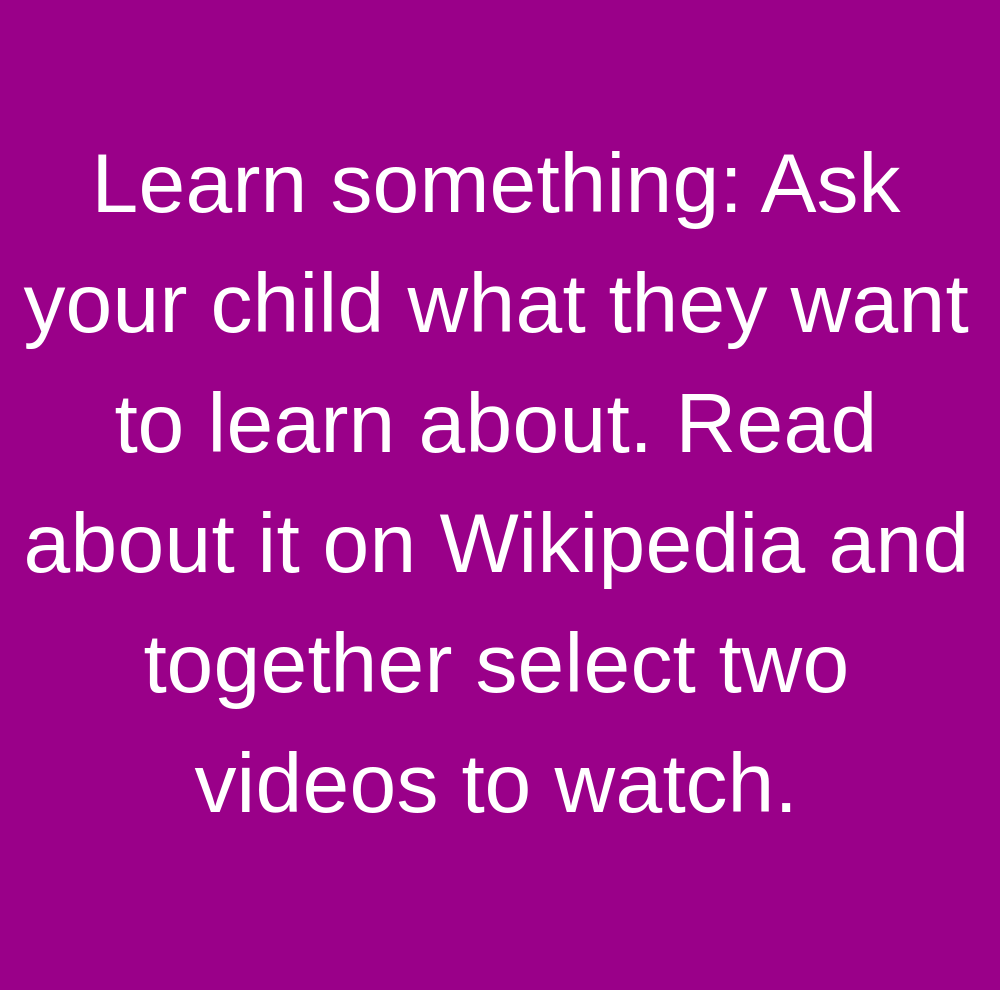 Learn something: Ask
your child what they want
to learn about. Read
about it on Wikipedia and
together select two
videos to watch.